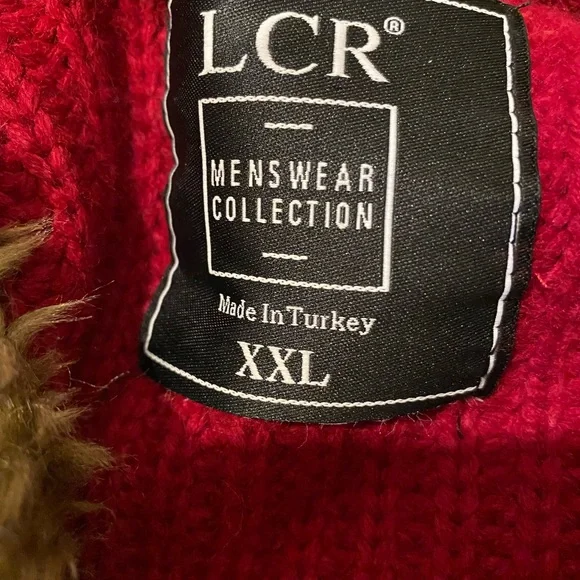 LCR®
MENSWEAR
COLLECTION
Made In Turkey
XXL